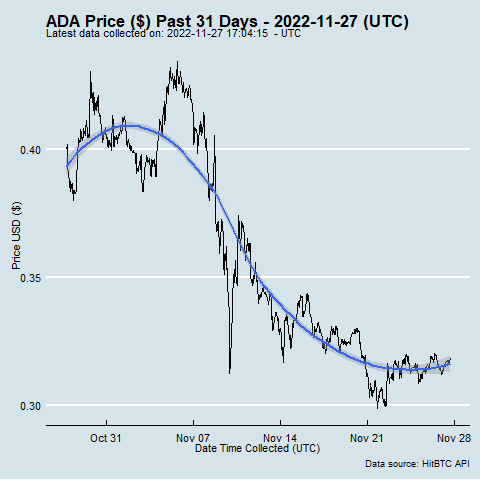 ADA Price ($) Past 31 Days - 2022-11-27 (UTC)
Latest data collected on: 2022-11-27 17:04:15 - UTC
Price USD ($)
0.40
0.35
0.30
Oct 31 Nov 07 Nov 14 Nov 21 Nov 28
Date Time Collected (UTC)
Data source: HitBTC API